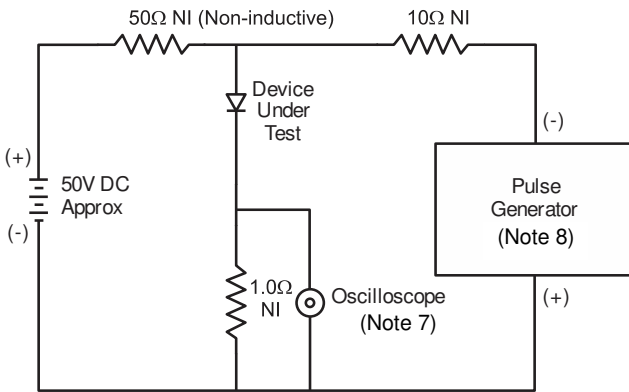 50Ω NI (Non-inductive)
10Ω NI
Device
Under
Test
(-)
(+)
50V DC
Approx
(-)
Pulse
Generator
(Note 8)
1.0Ω
NI
Oscilloscope
(Note 7)
(+)